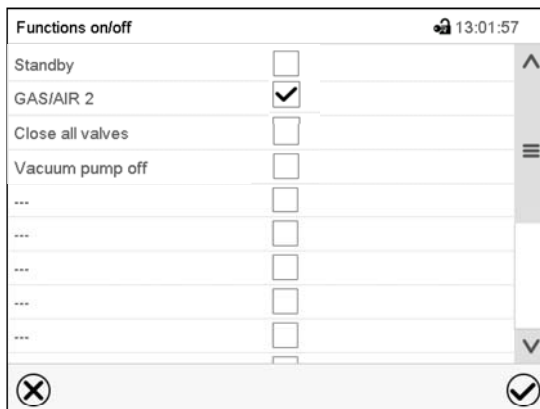 Functions on/off 13:01:57
Standby
GAS/AIR 2
Close all valves
Vacuum pump off
---
---
---
---
---